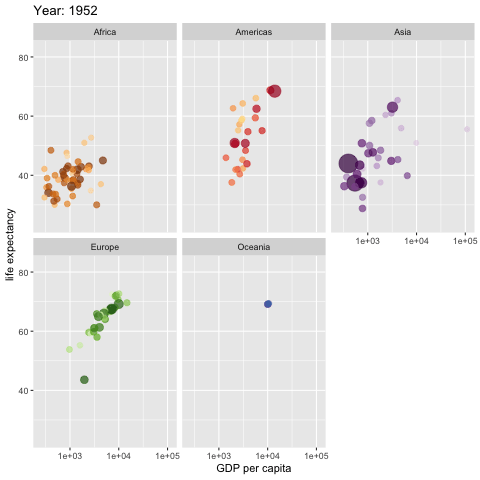 Year: 1952
Africa
Americas
Asia
80
60
40
1e+03 1e+04 1e+05
life expectancy
Europe
Oceania
80
60
40
1e+03 1e+04 1e+05
1e+03 1e+04 1e+05
GDP per capita